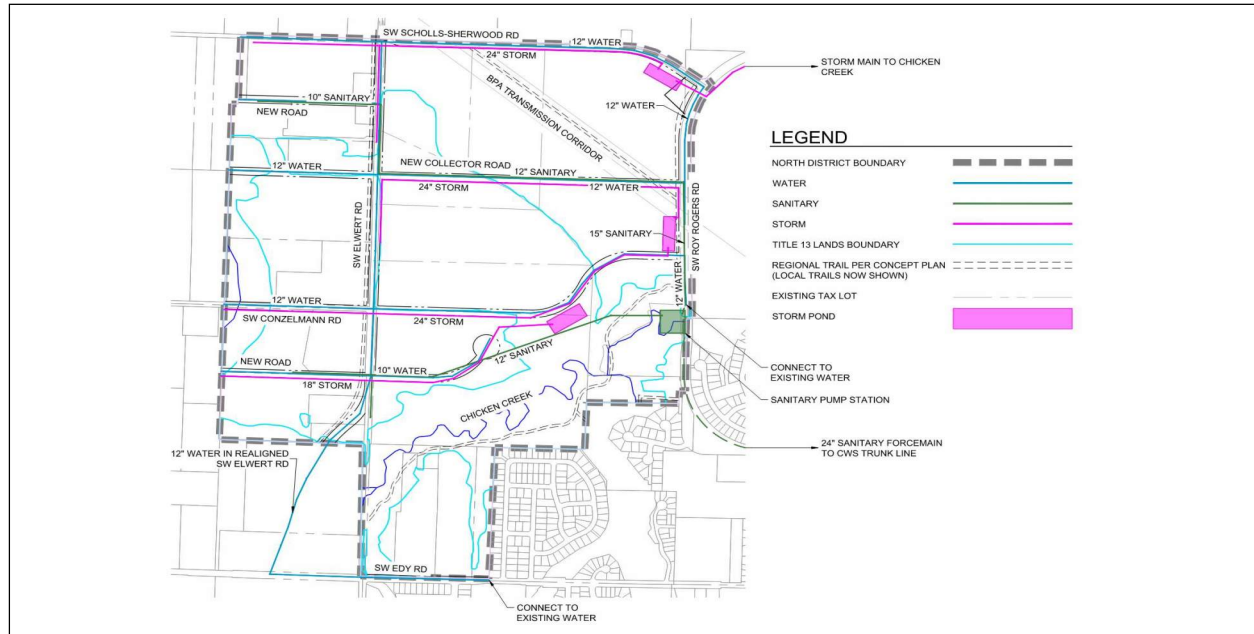 SW SCHOLLS-SHERWOOD RD
12" WATER
24" STORM
STORM MAIN TO CHICKEN
CREEK
BPA TRANSMISSION CORRIDOR
10" SANITARY
NEW ROAD
12" WATER
NEW COLLECTOR ROAD
12" WATER
12" SANITARY
24" STORM
12" WATER
SW ELWERT RD
15" SANITARY
SW ROY ROGERS RD
12" WATER
12" WATER
SW CONZELMANN RD
24" STORM
12" SANITARY
NEW ROAD
10" WATER
18" STORM
CHICKEN CREEK
CONNECT TO
EXISTING WATER
SANITARY PUMP STATION
24" SANITARY FORCEMAIN
TO CWS TRUNK LINE
12" WATER IN REALIGNED
SW ELWERT RD
SW EDY RD
CONNECT TO
EXISTING WATER
LEGEND
NORTH DISTRICT BOUNDARY
WATER
SANITARY
STORM
TITLE 13 LANDS BOUNDARY
REGIONAL TRAIL PER CONCEPT PLAN
(LOCAL TRAILS NOW SHOWN)
EXISTING TAX LOT
STORM POND